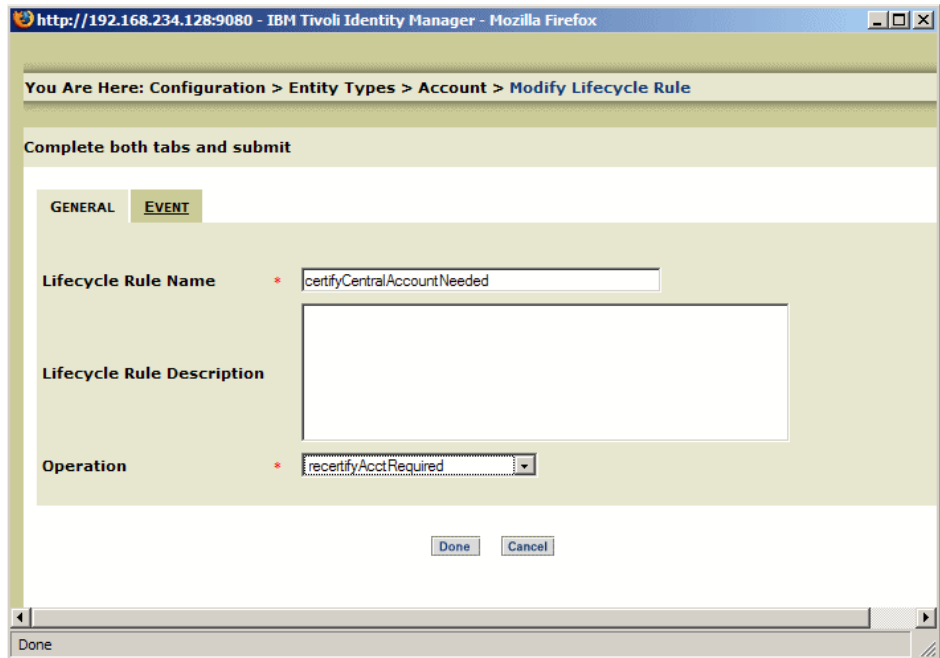 http://192.168.234.128:9080 - IBM Tivoli Identity Manager - Mozilla Firefox
You Are Here: Configuration > Entity Types > Account > Modify Lifecycle Rule
Complete both tabs and submit
GENERAL EVENT
Lifecycle Rule Name * certifyCentralAccountNeeded
Lifecycle Rule Description
Operation * recertifyAcctRequired
Done Cancel
Done